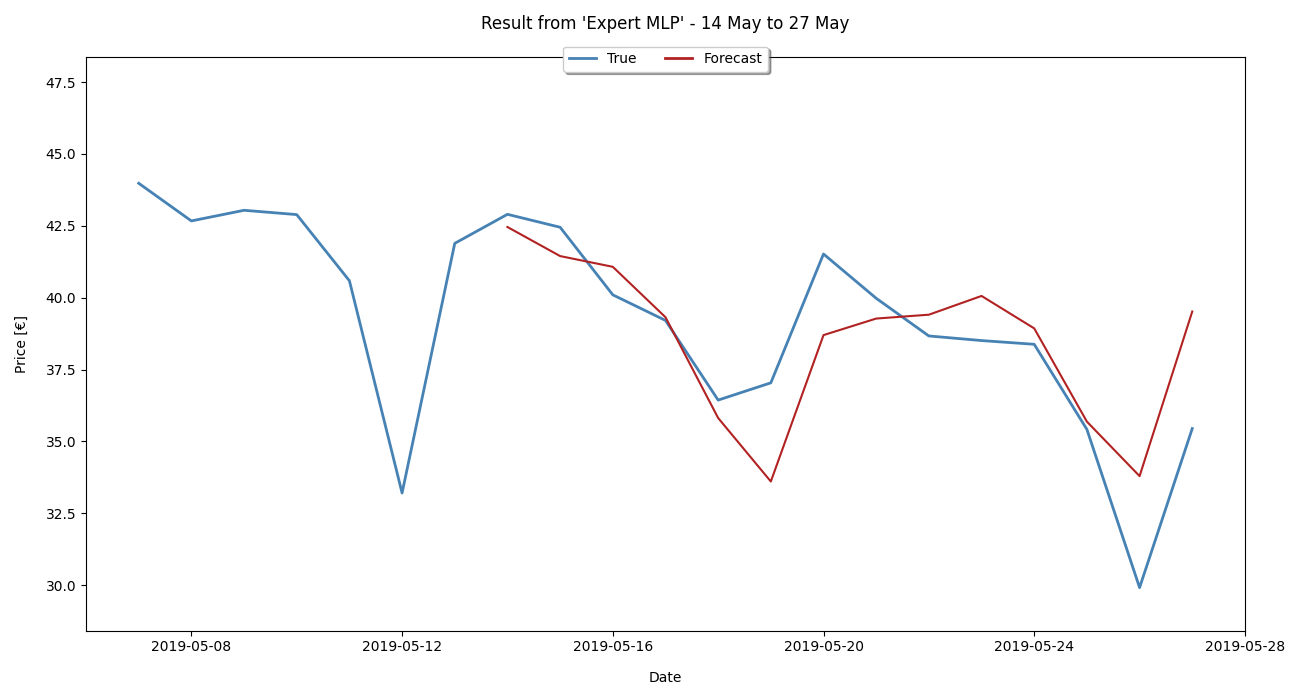 Result from 'Expert MLP' - 14 May to 27 May
True Forecast
47.5
45.0
42.5
40.0
37.5
35.0
32.5
30.0
Price [€]
2019-05-08 2019-05-12 2019-05-16 2019-05-20 2019-05-24 2019-05-28
Date